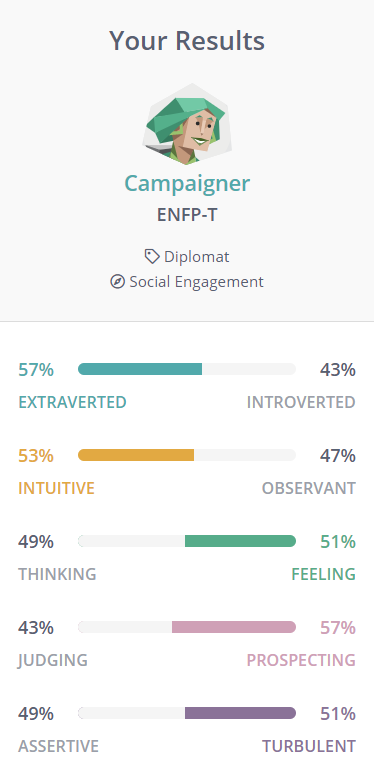 Your Results
Campaigner
ENFP-T
Diplomat
Social Engagement
57% 43%
EXTRAVERTED INTROVERTED
53% 47%
INTUITIVE OBSERVANT
49% 51%
THINKING FEELING
43% 57%
JUDGING PROSPECTING
49% 51%
ASSERTIVE TURBULENT